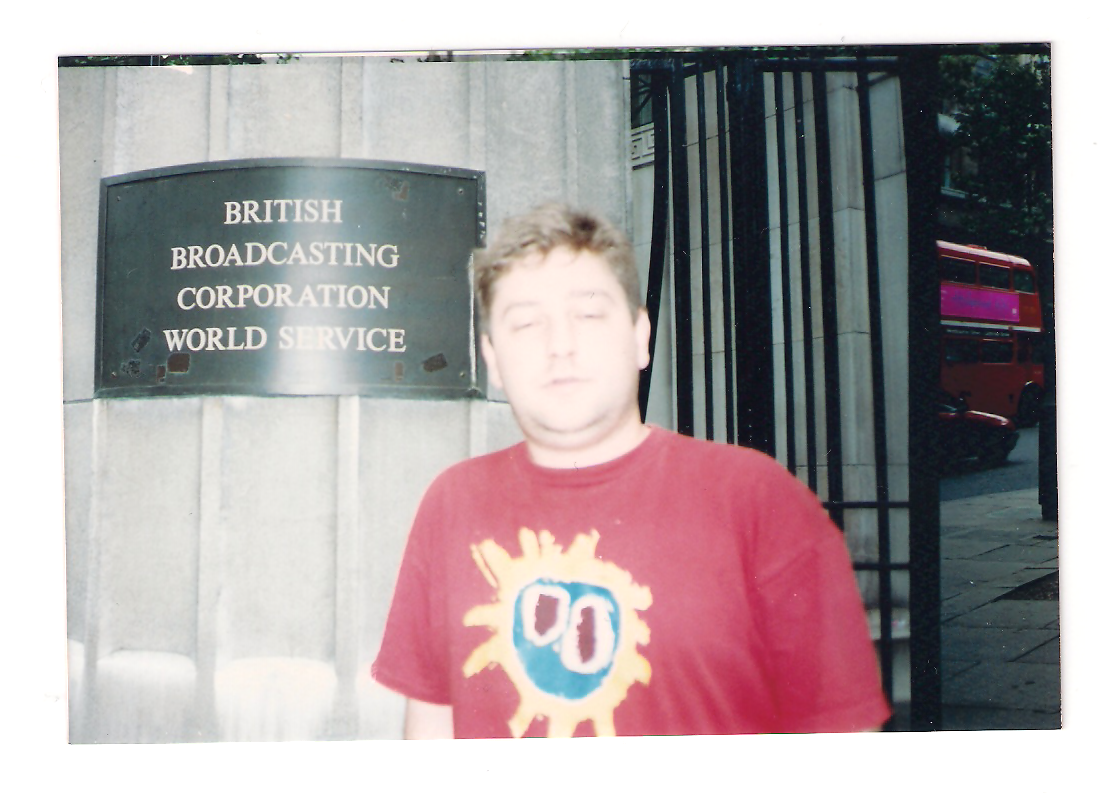 BRITISH
BROADCASTING
CORPORATION
WORLD SERVICE